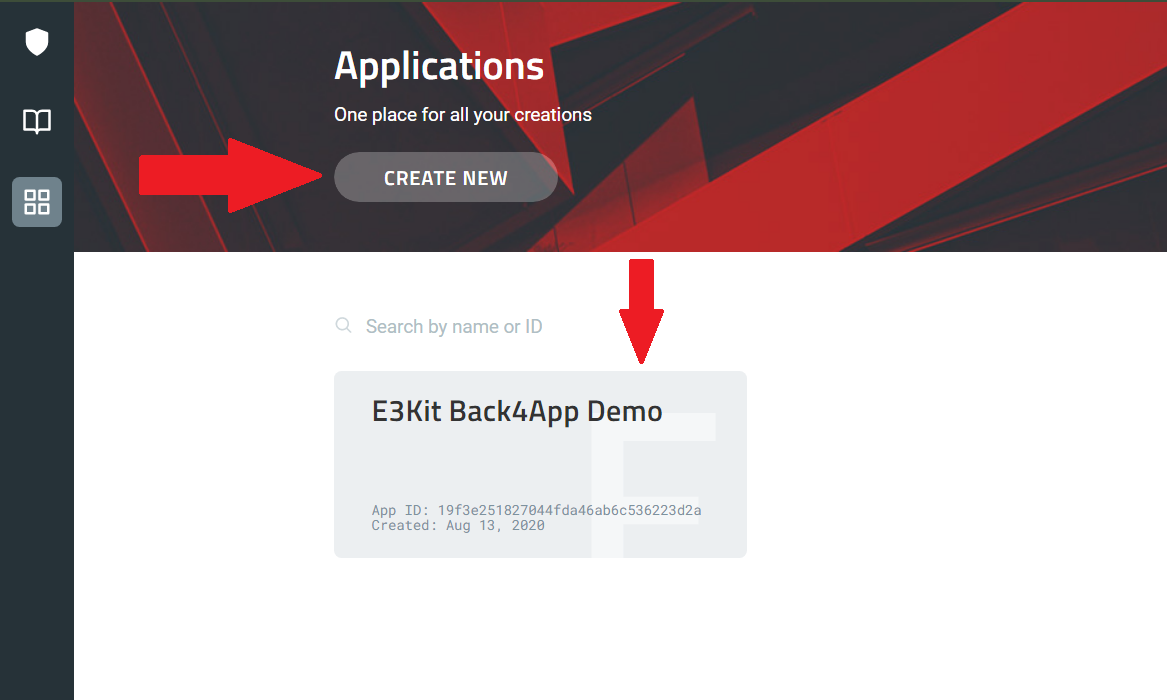 Applications
One place for all your creations
CREATE NEW
Search by name or ID
E3Kit Back4App Demo
E
App ID: 19f3e251827044fda46ab6c536223d2a
Created: Aug 13, 2020